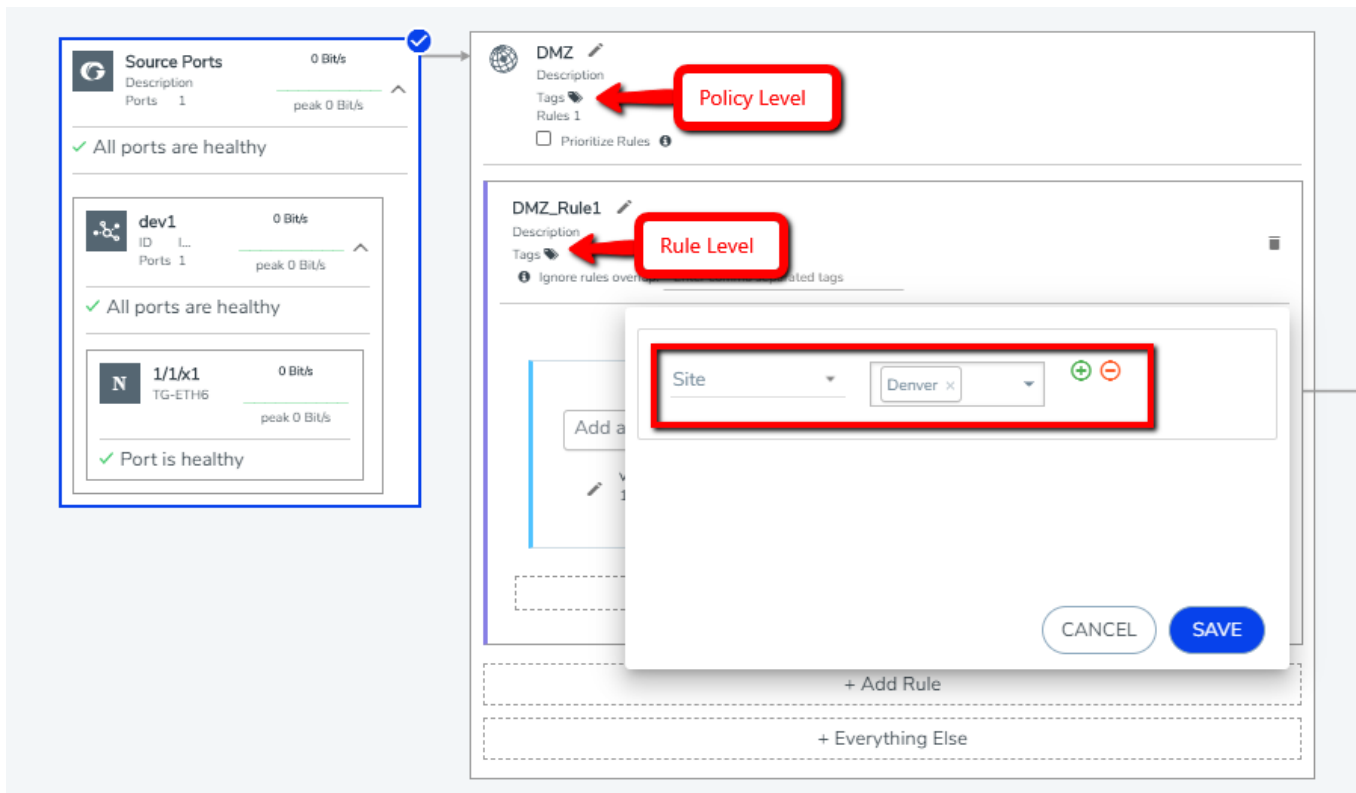 Source Ports
0 Bit/s
Description
Ports 1
peak 0 Bit/s
All ports are healthy
dev1
0 Bit/s
ID I...
Ports 1
peak 0 Bit/s
All ports are healthy
N
1/1/x1
0 Bit/s
TG-ETH6
peak 0 Bit/s
Port is healthy
DMZ
Description
Tags
Policy Level
Rules 1
Prioritize Rules
DMZ_Rule1
Description
Rule Level
Tags
Ignore rules separated tags
Site
Denver ×
Add a
CANCEL
SAVE
+ Add Rule
+ Everything Else